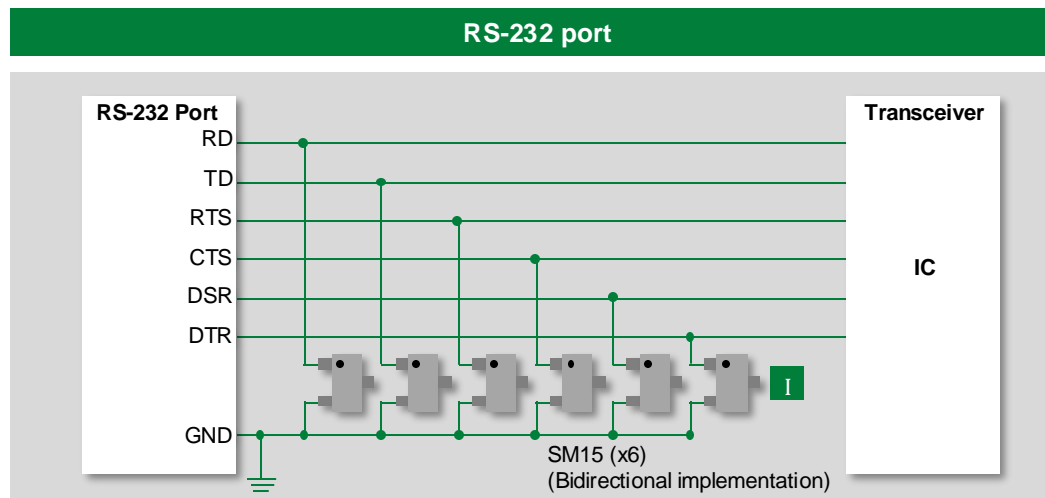 RS-232 port
RS-232 Port
Transceiver
RD
TD
RTS
CTS
IC
DSR
DTR
I
GND
SM15 (x6)
(Bidirectional implementation)